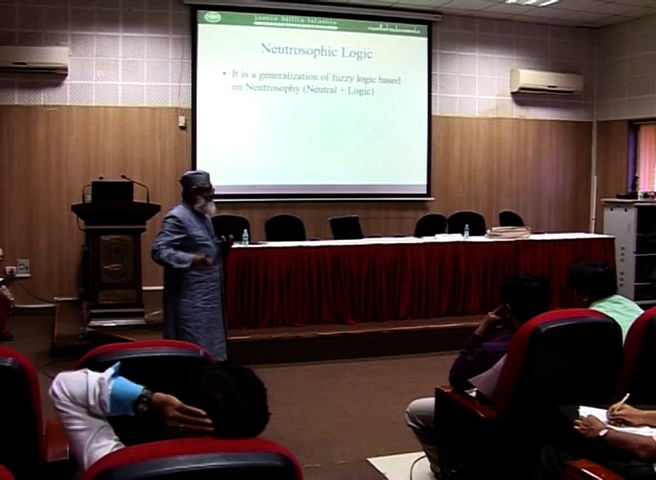 Jamia Millia Islamia
Neutrosophic Logic
• It is a generalization of fuzzy logic based
on Neutrosophy (Neutral + Logic)